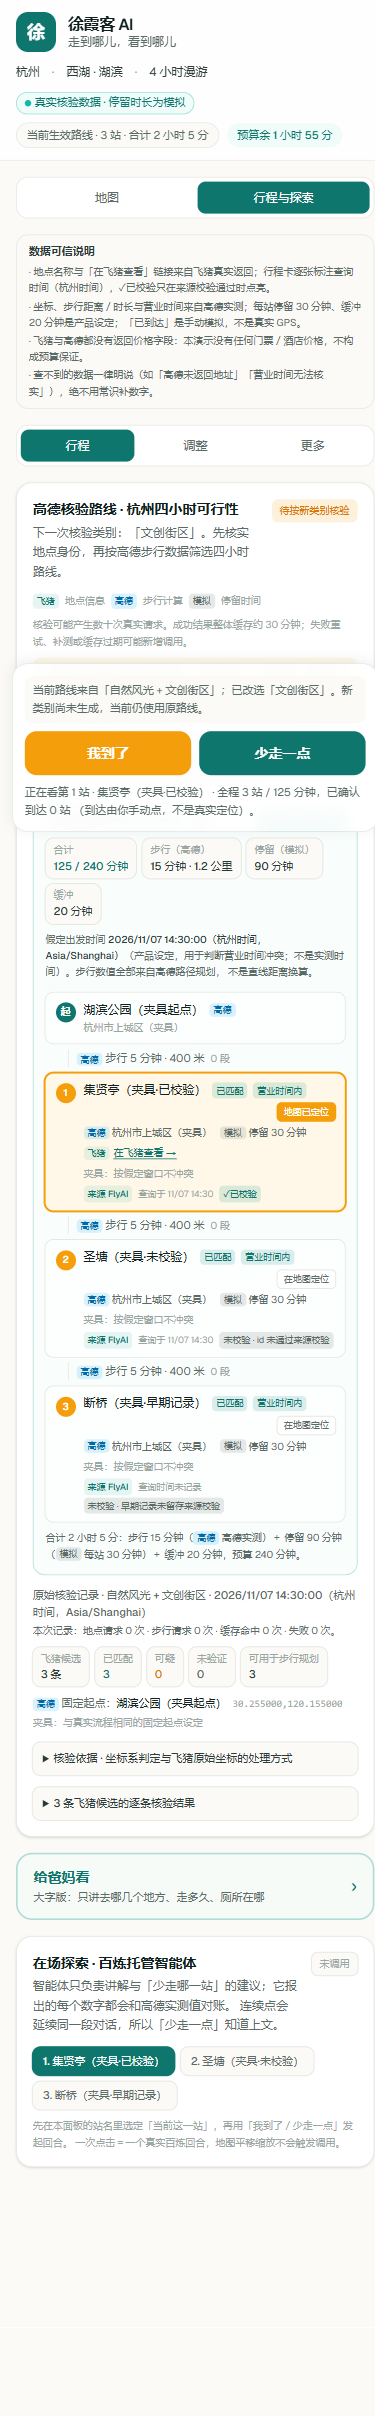 徐
徐霞客 AI
走到哪儿，看到哪儿
杭州 · 西湖·湖滨 · 4 小时漫游
真实核验数据 · 停留时长为模拟
当前生效路线 · 3 站 · 合计 2 小时 5 分
预算余 1 小时 55 分
地图
行程与探索
数据可信说明
· 地点名称与「在飞猪查看」链接来自飞猪真实返回；行程卡逐张标注查询
时间（杭州时间），✓已校验只在来源校验通过时点亮。
· 坐标、步行距离 / 时长与营业时间来自高德实测；每站停留 30 分钟、缓冲
20 分钟是产品设定；「已到达」是手动模拟，不是真实 GPS。
· 飞猪与高德都没有返回价格字段：本演示没有任何门票 / 酒店价格，不构
成预算保证。
· 查不到的数据一律明说（如「高德未返回地址」「营业时间无法核
实」），绝不用常识补数字。
行程
调整
更多
高德核验路线 · 杭州四小时可行性
待按新类别核验
下一次核验类别：「文创街区」。先核实
地点身份，再按高德步行数据筛选四小时
路线。
飞猪 地点信息 高德 步行计算 模拟 停留时间
核验可能产生数十次真实请求。成功结果整体缓存约 30 分钟；失败重
试、补测或缓存过期可能新增调用。
当前路线来自「自然风光 + 文创街区」；已改选「文创街区」。新
类别尚未生成，当前仍使用原路线。
我到了
少走一点
正在看第 1 站 · 集贤亭（夹具·已校验） · 全程 3 站 / 125 分钟，已确认
到达 0 站 （到达由你手动点，不是真实定位）。
合计
125 / 240 分钟
步行（高德）
15 分钟 · 1.2 公里
停留（模拟）
90 分钟
缓冲
20 分钟
假定出发时间 2026/11/07 14:30:00（杭州时间，
Asia/Shanghai）（产品设定，用于判断营业时间冲突；不是实测时
间）。步行数值全部来自高德路径规划， 不是直线距离换算。
起 湖滨公园（夹具起点） 高德
杭州市上城区（夹具）
高德 步行 5 分钟 · 400 米 0 段
1 集贤亭（夹具·已校验） 已匹配 营业时间内
地图已定位
高德 杭州市上城区（夹具） 模拟 停留 30 分钟
飞猪 在飞猪查看 →
夹具：按假定窗口不冲突
来源 FlyAI 查询于 11/07 14:30 ✓已校验
高德 步行 5 分钟 · 400 米 0 段
2 圣塘（夹具·未校验） 已匹配 营业时间内
在地图定位
高德 杭州市上城区（夹具） 模拟 停留 30 分钟
夹具：按假定窗口不冲突
来源 FlyAI 查询于 11/07 14:30 未校验 · id 未通过来源校验
高德 步行 5 分钟 · 400 米 0 段
3 断桥（夹具·早期记录） 已匹配 营业时间内
在地图定位
高德 杭州市上城区（夹具） 模拟 停留 30 分钟
夹具：按假定窗口不冲突
来源 FlyAI 查询时间未记录
未校验 · 早期记录未留存来源校验
合计 2 小时 5 分：步行 15 分钟（高德 高德实测） + 停留 90 分钟
（模拟 每站 30 分钟） + 缓冲 20 分钟，预算 240 分钟。
原始核验记录 · 自然风光 + 文创街区 · 2026/11/07 14:30:00（杭州
时间，Asia/Shanghai）
本次记录：地点请求 0 次 · 步行请求 0 次 · 缓存命中 0 次 · 失败 0 次。
飞猪候选
3 条
已匹配
3
可疑
0
未验证
0
可用于步行规划
3
高德 固定起点：湖滨公园（夹具起点） 30.255000,120.155000
夹具：与真实流程相同的固定起点设定
▶ 核验依据 · 坐标系判定与飞猪原始坐标的处理方式
▶ 3 条飞猪候选的逐条核验结果
给爸妈看
大字版：只讲去哪几个地方、走多久、厕所在哪
›
在场探索 · 百炼托管智能体
未调用
智能体只负责讲解与「少走哪一站」的建议；它报
出的每个数字都会和高德实测值对账。 连续点会
延续同一段对话，所以「少走一点」知道上文。
1. 集贤亭（夹具·已校验）
2. 圣塘（夹具·未校验）
3. 断桥（夹具·早期记录）
先在本面板的站名里选定「当前这一站」，再用「我到了 / 少走一点」发
起回合。 一次点击 = 一个真实百炼回合，地图平移缩放不会触发调用。